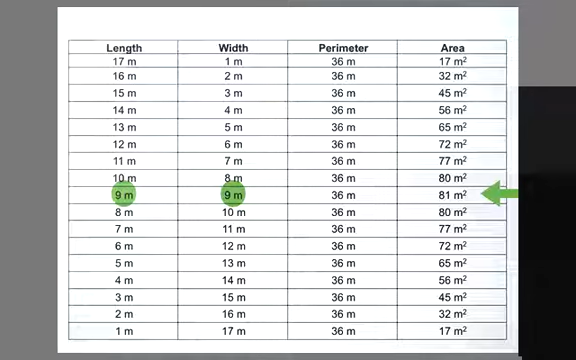 Length Width Perimeter Area
17 m 1 m 36 m 17 m²
16 m 2 m 36 m 32 m²
15 m 3 m 36 m 45 m²
14 m 4 m 36 m 56 m²
13 m 5 m 36 m 65 m²
12 m 6 m 36 m 72 m²
11 m 7 m 36 m 77 m²
10 m 8 m 36 m 80 m²
9 m 9 m 36 m 81 m²
8 m 10 m 36 m 80 m²
7 m 11 m 36 m 77 m²
6 m 12 m 36 m 72 m²
5 m 13 m 36 m 65 m²
4 m 14 m 36 m 56 m²
3 m 15 m 36 m 45 m²
2 m 16 m 36 m 32 m²
1 m 17 m 36 m 17 m²